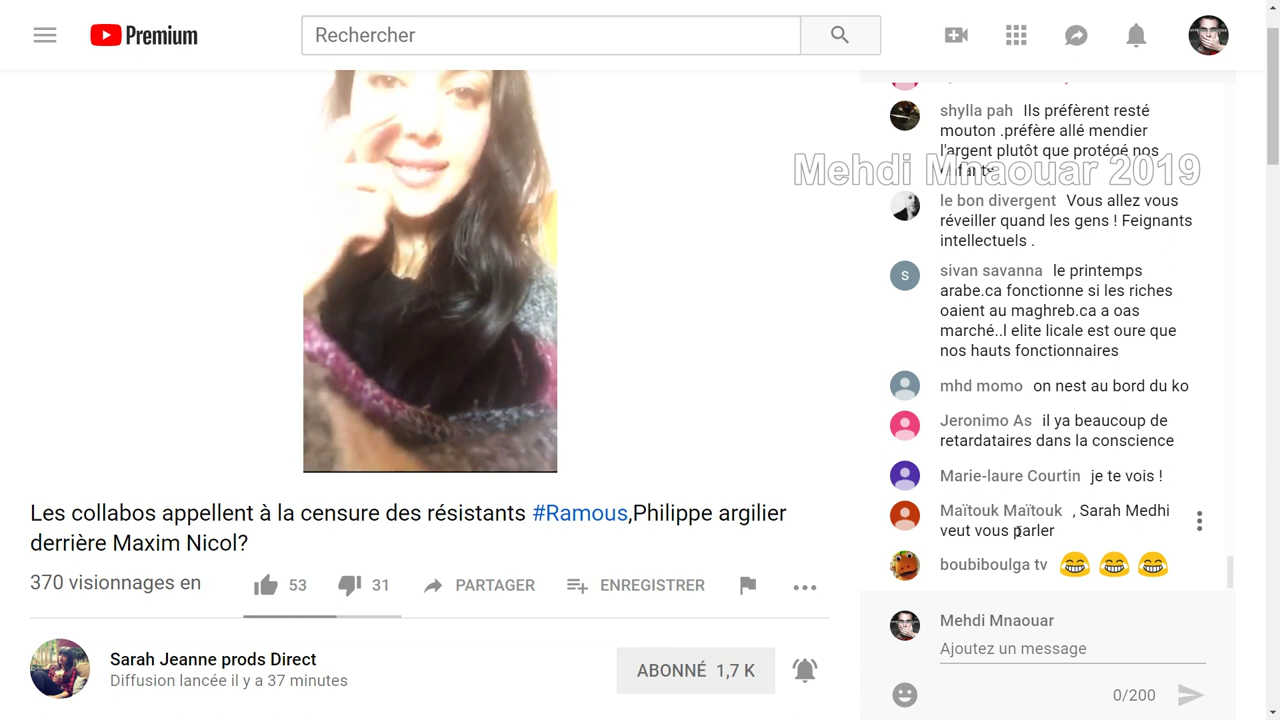 Premium
Rechercher
shylla pah Ils préfèrent resté
mouton .préfère allé mendier
l'argent plutôt que protégé nos
Mehdi Mnaouar 2019
le bon divergent Vous allez vous
réveiller quand les gens ! Feignants
intellectuels .
S
sivan savanna le printemps
arabe.ca fonctionne si les riches
oaient au maghreb.ca a oas
marché..l elite licale est oure que
nos hauts fonctionnaires
mhd momo on nest au bord du ko
Jeronimo As il ya beaucoup de
retardataires dans la conscience
Marie-laure Courtin je te vois !
Maïtouk Maïtouk , Sarah Medhi
veut vous parler
boubiboulga tv
Mehdi Mnaouar
Ajoutez un message
0/200
Les collabos appellent à la censure des résistants #Ramous,Philippe argilier
derrière Maxim Nicol?
370 visionnages en
53
31
PARTAGER
ENREGISTRER
Sarah Jeanne prods Direct
Diffusion lancée il y a 37 minutes
ABONNÉ 1,7 K